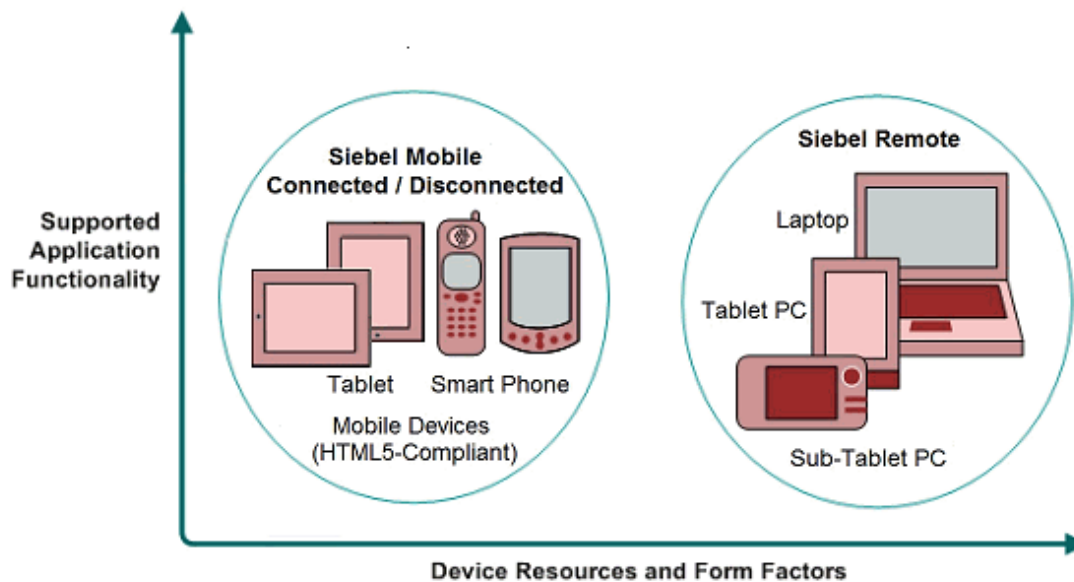 Supported
Application
Functionality
Siebel Mobile
Connected / Disconnected
Tablet
Smart Phone
Mobile Devices
(HTML5-Compliant)
Siebel Remote
Laptop
Tablet PC
Sub-Tablet PC
Device Resources and Form Factors